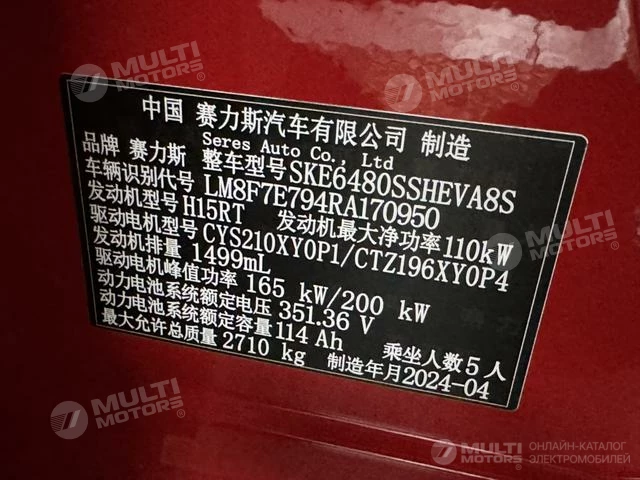 MULTI MOTORS®
MULTI MOTORS®
中国 赛力斯汽车有限公司 制造
Seres Auto Co., Ltd
品牌 赛力斯 整车型号SKE6480SSHEVA8S
车辆识别代号 LM8F7E794RA170950
发动机型号H15RT 发动机最大净功率110kW
驱动电机型号CYS210XY0P1/CTZ196XY0P4
发动机排量 1499mL
驱动电机峰值功率 165 kW/200 kW
动力电池系统额定电压 351.36 V
动力电池系统额定容量114 Ah 乘坐人数5人
最大允许总质量2710 kg 制造年月2024-04
MULTI MOTORS®
MULTI MOTORS®
MULTI MOTORS®
ОНЛАЙН-КАТАЛОГ
ЭЛЕКТРОМОБИЛЕЙ